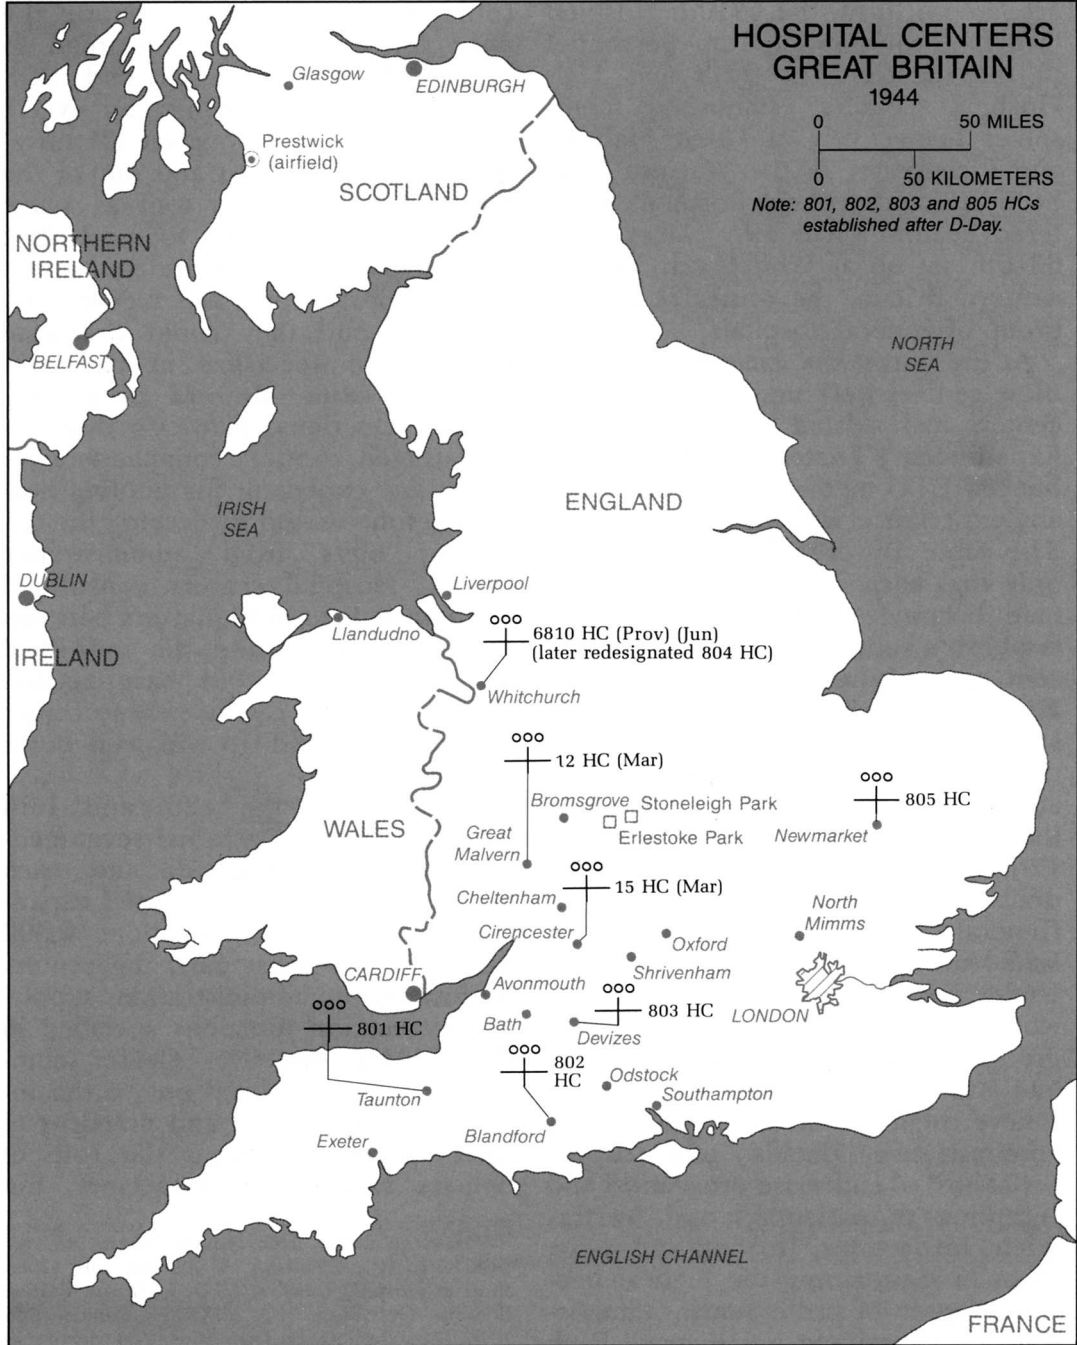 HOSPITAL CENTERS
GREAT BRITAIN
1944
0 50 MILES
0 50 KILOMETERS
Note: 801, 802, 803 and 805 HCs
established after D-Day.
Glasgow
EDINBURGH
Prestwick
(airfield)
SCOTLAND
NORTHERN
IRELAND
BELFAST
NORTH
SEA
IRISH
SEA
ENGLAND
DUBLIN
IRELAND
Liverpool
Llandudno
6810 HC (Prov) (Jun)
(later redesignated 804 HC)
Whitchurch
12 HC (Mar)
Bromsgrove
Stoneleigh Park
Erlestoke Park
805 HC
Newmarket
WALES
Great
Malvern
15 HC (Mar)
Cheltenham
Cirencester
Oxford
North
Mimms
Shrivenham
CARDIFF
Avonmouth
803 HC
LONDON
Bath
Devizes
801 HC
802
HC
Taunton
Odstock
Southampton
Blandford
Exeter
ENGLISH CHANNEL
FRANCE